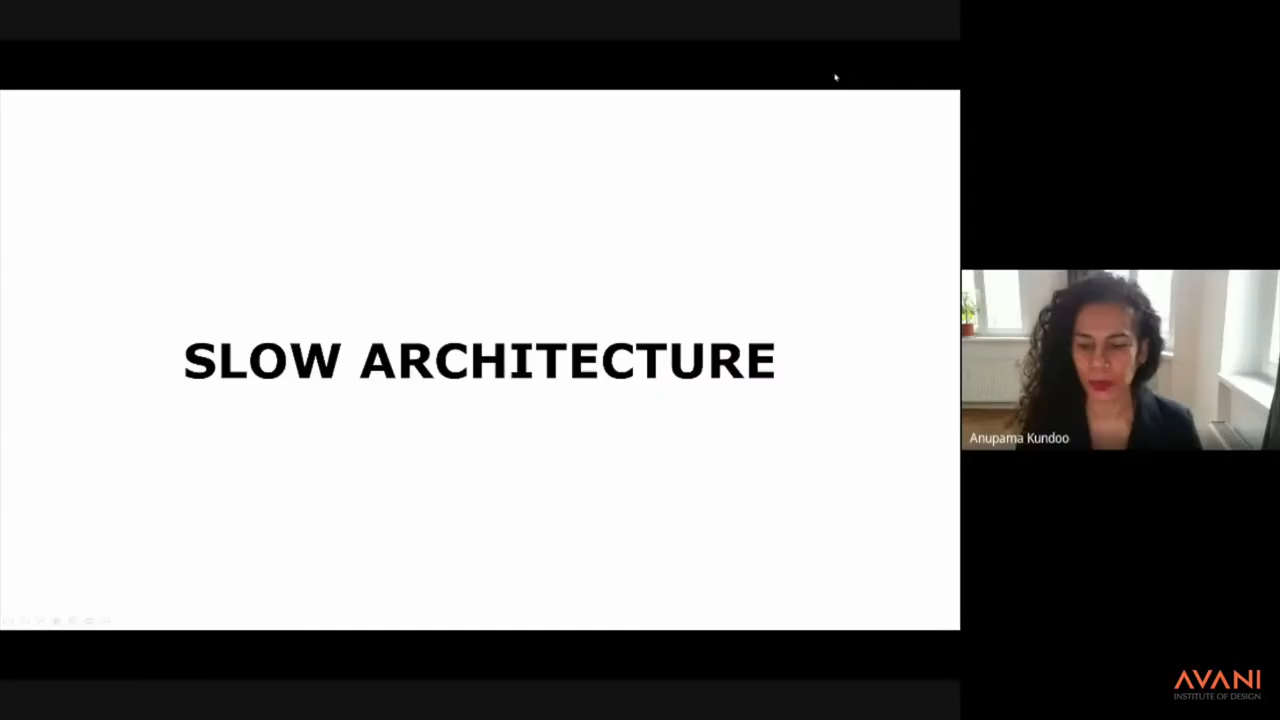 SLOW ARCHITECTURE
Anupama Kundoo
AVANI
INSTITUTE OF DESIGN